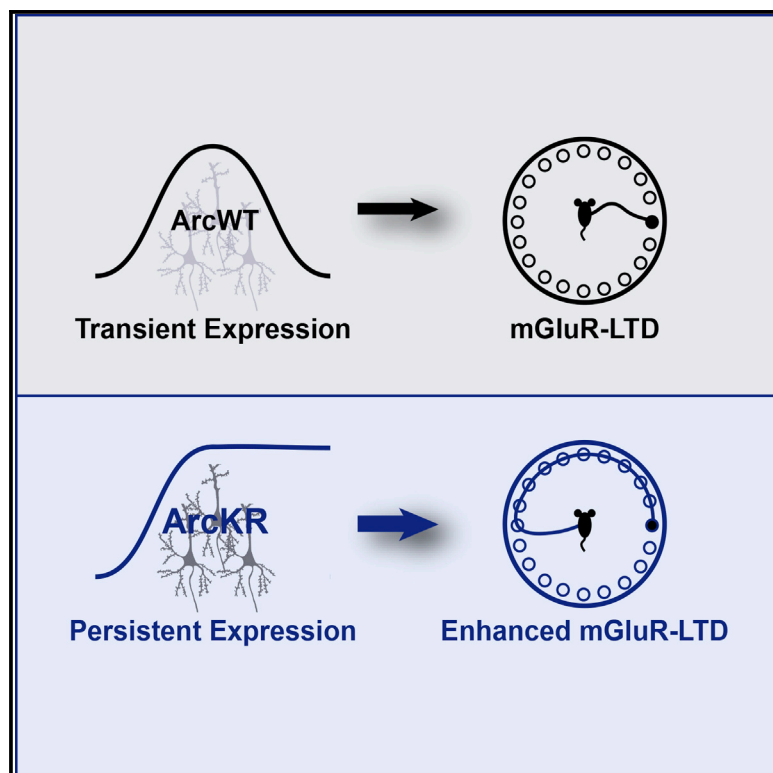 ArcWT
Transient Expression
mGluR-LTD
ArcKR
Persistent Expression
Enhanced mGluR-LTD